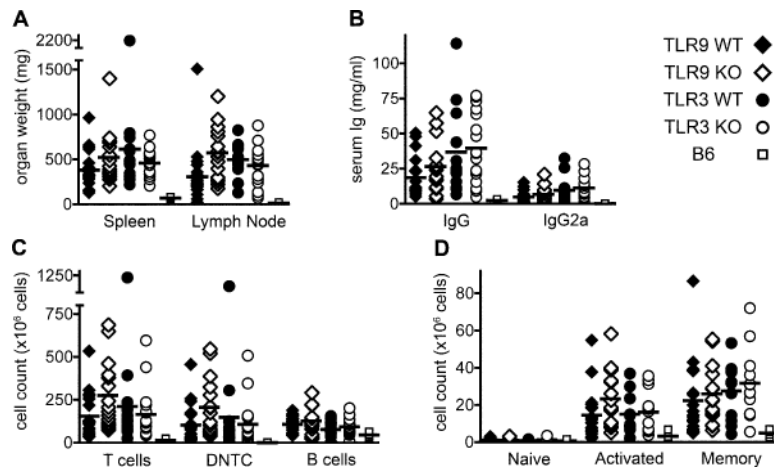 A
organ weight (mg)
2200
1500
1000
500
0
Spleen Lymph Node
B
serum Ig (mg/ml)
100
75
50
25
0
IgG IgG2a
TLR9 WT
TLR9 KO
TLR3 WT
TLR3 KO
B6
C
cell count (x10⁶ cells)
1250
750
500
250
0
T cells DNTC B cells
D
cell count (x10⁶ cells)
80
60
40
20
0
Naive Activated Memory